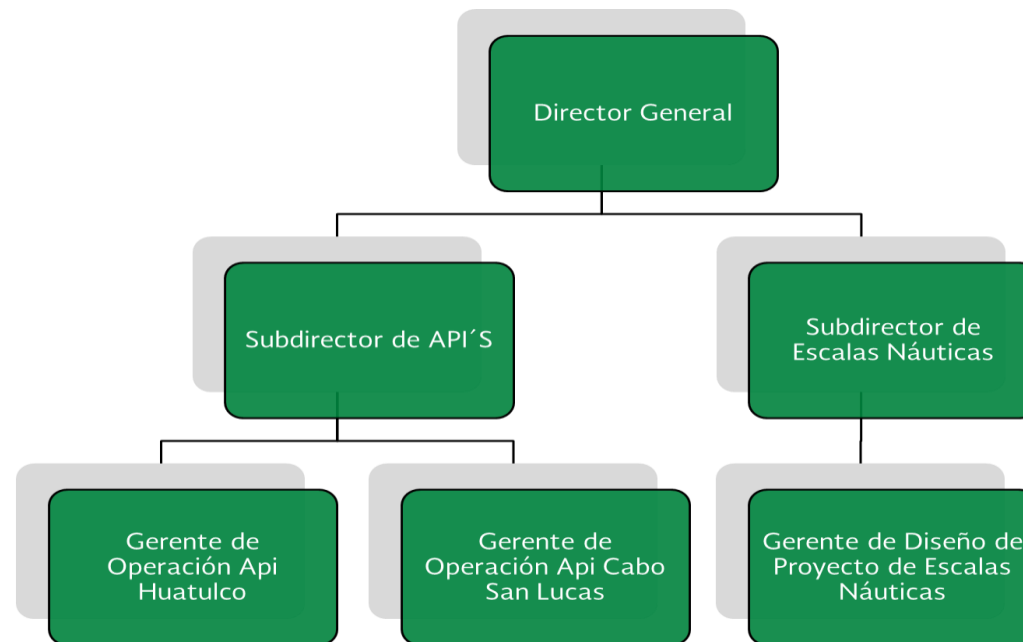 Director General
Subdirector de API´S
Subdirector de
Escalas Náuticas
Gerente de
Operación Api
Huatulco
Gerente de
Operación Api Cabo
San Lucas
Gerente de Diseño de
Proyecto de Escalas
Náuticas